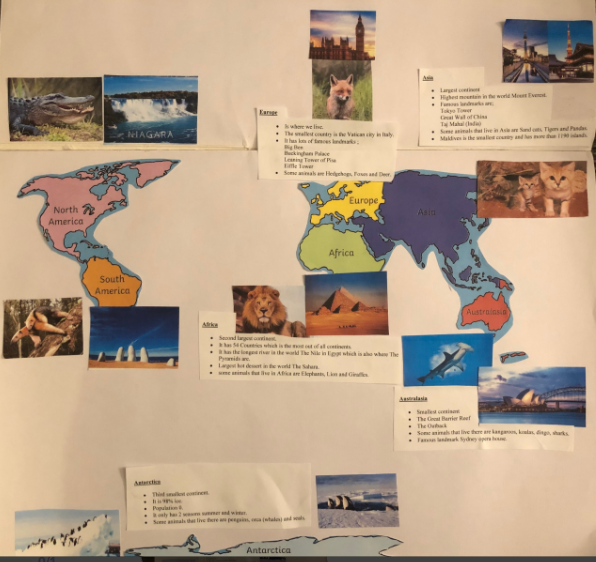 NIAGARA
Europe
Is where we live.
The smallest country is the Vatican city in Italy.
It has lots of famous landmarks ;
Big Ben
Buckingham Palace
Leaning Tower of Pisa
Eiffle Tower
Some animals are Hedgehogs, Foxes and Deer.
Asia
Largest continent
Highest mountain in the world Mount Everest.
Famous landmarks are;
Tokyo Tower
Great Wall of China
Taj Mahal (India)
Some animals that live in Asia are Sand cats, Tigers and Pandas.
Maldives is the smallest country and has more than 1190 islands.
North
America
South
America
Europe
Asia
Africa
Australasia
Africa
Second largest continent.
It has 54 Countries which is the most out of all continents.
It has the longest river in the world The Nile in Egypt which is also where The
Pyramids are.
Largest hot desert in the world The Sahara.
some animals that live in Africa are Elephants, Lion and Giraffes.
Australasia
Smallest continent
The Great Barrier Reef
The Outback
Some animals that live there are kangaroos, koalas, dingo, sharks.
Famous landmark Sydney opera house
Antarctica
Third smallest continent.
It is 98% ice.
Population 0.
It only has 2 seasons summer and winter.
Some animals that live there are penguins, orca (whales) and seals.
Antarctica